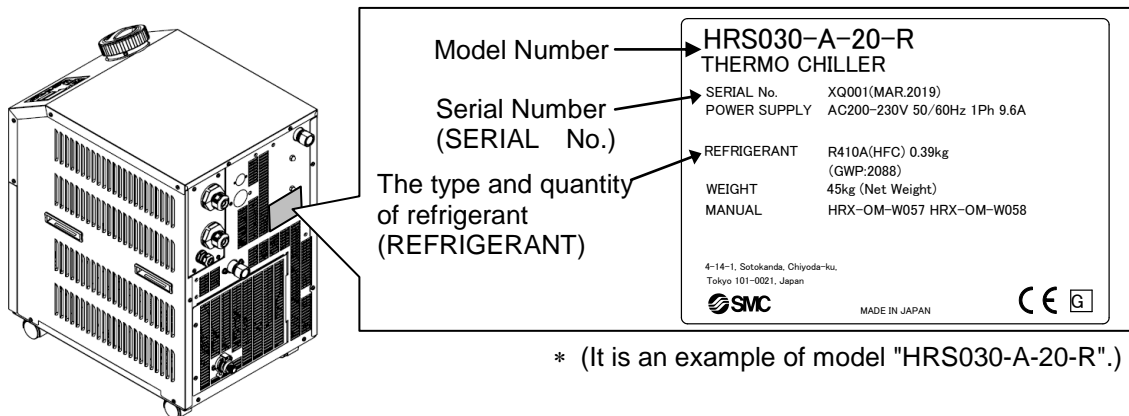 Model Number
Serial Number
(SERIAL No.)
The type and quantity
of refrigerant
(REFRIGERANT)
HRS030-A-20-R
THERMO CHILLER
SERIAL No. XQ001(MAR.2019)
POWER SUPPLY AC200-230V 50/60Hz 1Ph 9.6A
REFRIGERANT R410A(HFC) 0.39kg
(GWP:2088)
WEIGHT 45kg (Net Weight)
MANUAL HRX-OM-W057 HRX-OM-W058
4-14-1, Sotokanda, Chiyoda-ku,
Tokyo 101-0021, Japan
SMC MADE IN JAPAN CE G
* (It is an example of model "HRS030-A-20-R".)